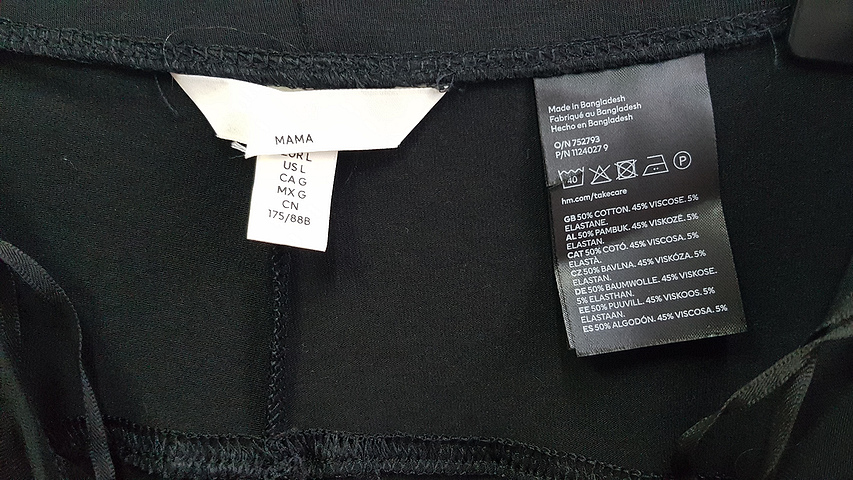 MAMA
EUR L
US L
CA G
MX G
CN
175/88B
Made in Bangladesh
Fabriqué au Bangladesh
Hecho en Bangladesh
O/N 752793
P/N 1124027 9
40
P
hm.com/takecare
GB 50% COTTON. 45% VISCOSE. 5%
ELASTANE.
AL 50% PAMBUK. 45% VISKOZË. 5%
ELASTAN.
CAT 50% COTÓ. 45% VISCOSA. 5%
ELASTÀ.
CZ 50% BAVLNA. 45% VISKÓZA. 5%
ELASTAN.
DE 50% BAUMWOLLE. 45% VISKOSE.
5% ELASTHAN.
EE 50% PUUVILL. 45% VISKOOS. 5%
ELASTAAN.
ES 50% ALGODÓN. 45% VISCOSA. 5%